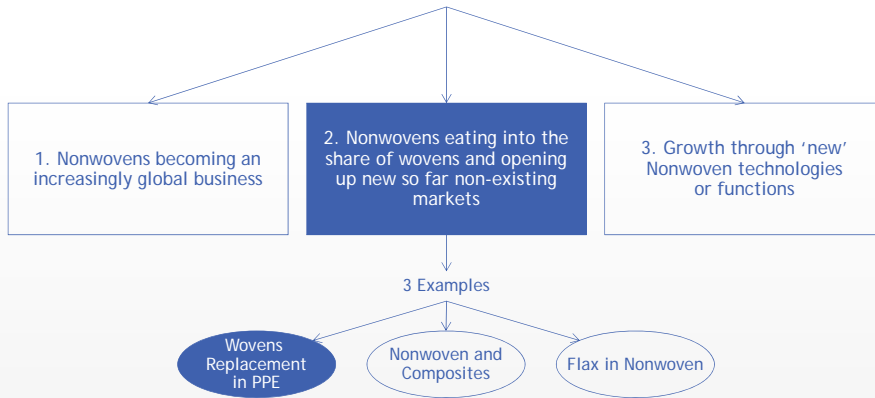 1. Nonwovens becoming an
increasingly global business
2. Nonwovens eating into the
share of wovens and opening
up new so far non-existing
markets
3. Growth through ‘new’
Nonwoven technologies
or functions
3 Examples
Wovens
Replacement
in PPE
Nonwoven and
Composites
Flax in Nonwoven